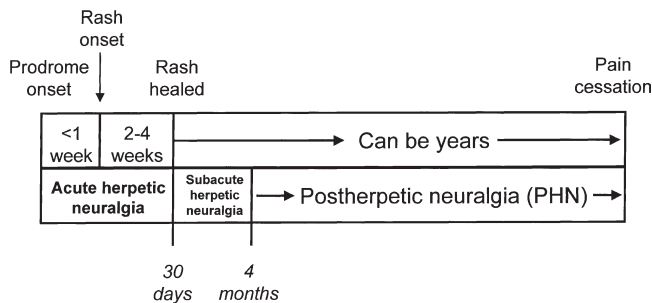 Rash
onset
Prodrome
onset
Rash
healed
Pain
cessation
<1
week
2-4
weeks
Can be years
Acute herpetic
neuralgia
Subacute
herpetic
neuralgia
Postherpetic neuralgia (PHN)
30
days
4
months